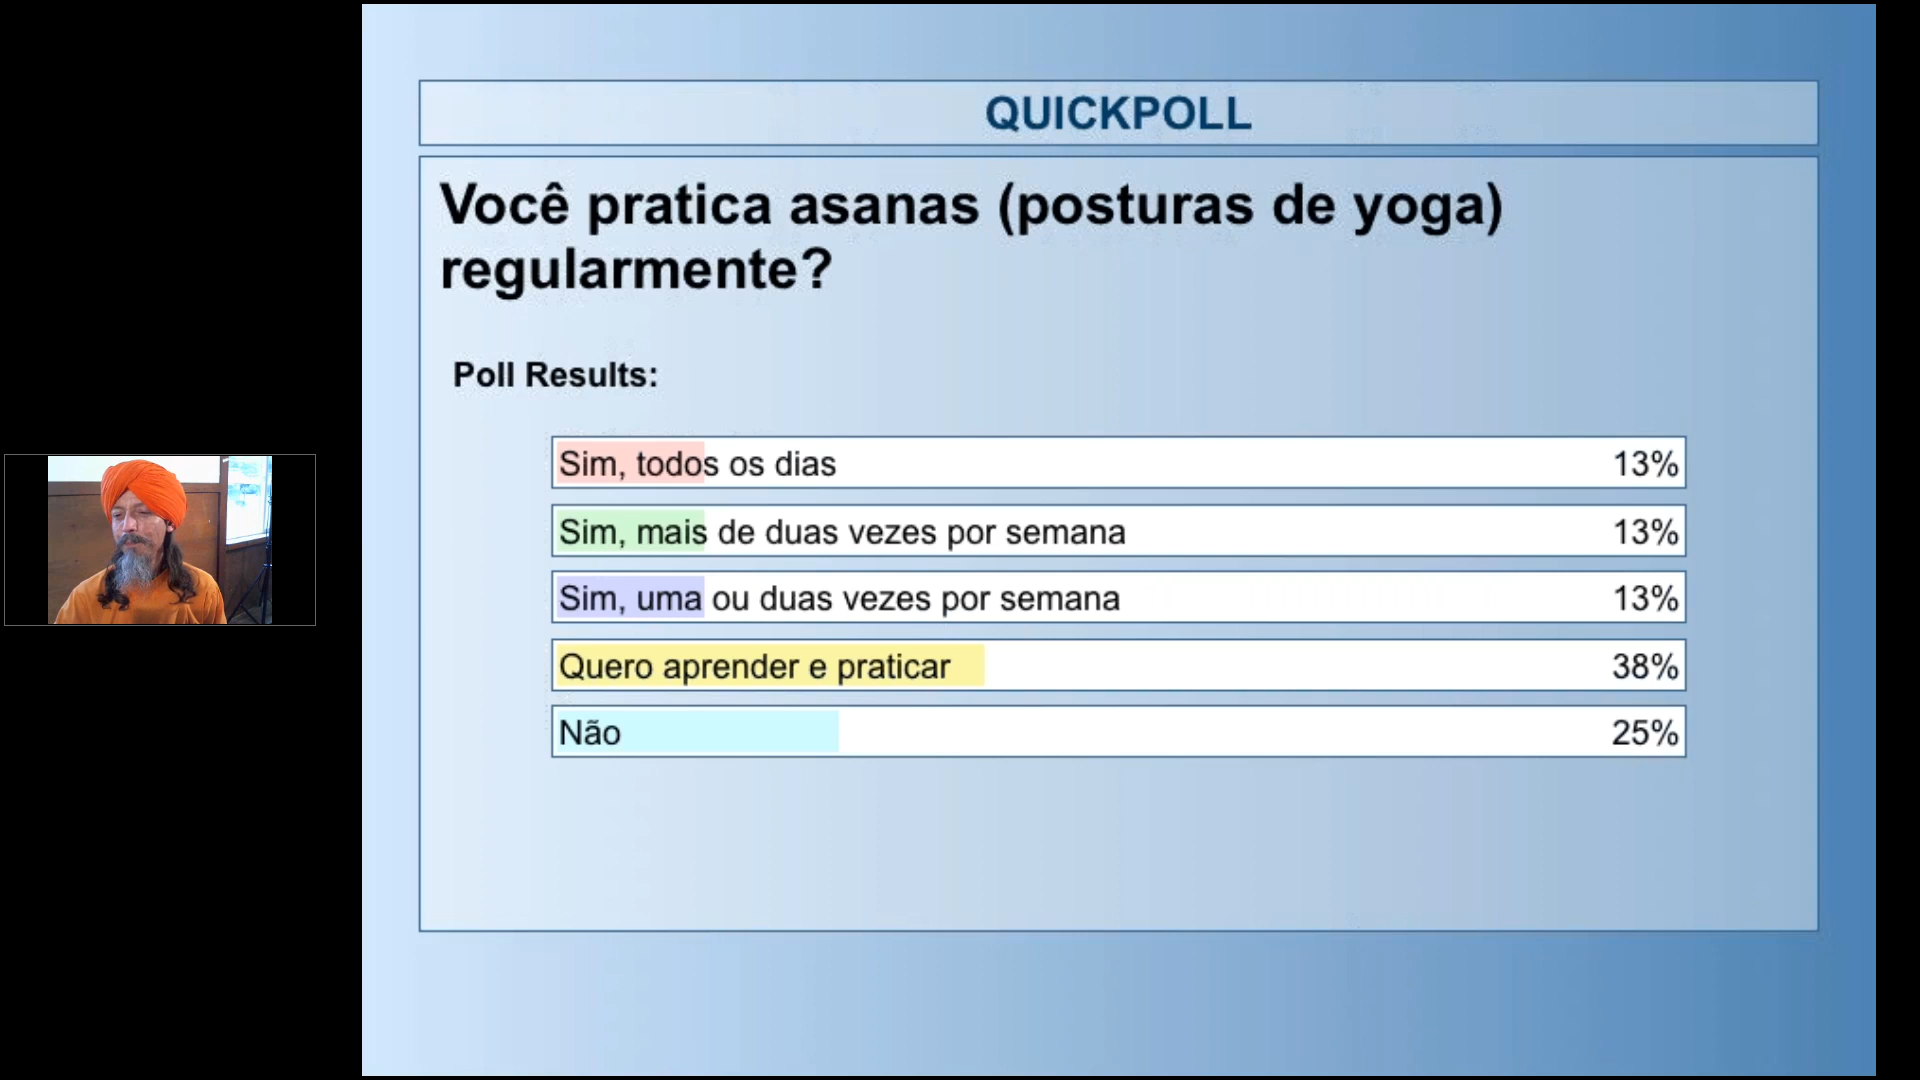 QUICKPOLL
Você pratica asanas (posturas de yoga)
regularmente?
Poll Results:
Sim, todos os dias 13%
Sim, mais de duas vezes por semana 13%
Sim, uma ou duas vezes por semana 13%
Quero aprender e praticar 38%
Não 25%